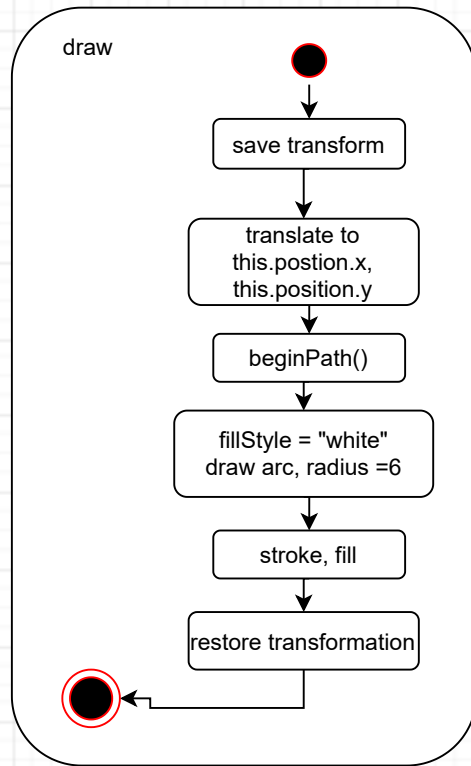 draw
save transform
translate to
this.postion.x,
this.position.y
beginPath()
fillStyle = "white"
draw arc, radius =6
stroke, fill
restore transformation